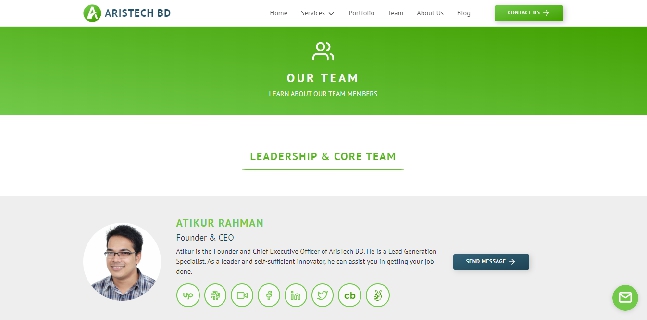 ARISTECH BD
Home Services Portfolio Team About Us Blog CONTACT US
OUR TEAM
LEARN ABOUT OUR TEAM MEMBERS
LEADERSHIP & CORE TEAM
ATIKUR RAHMAN
Founder & CEO
Atikur is the Founder and Chief Executive Officer of ArisTech BD. He is a Lead Generation
Specialist. As a leader and self-sufficient innovator, he can assist you in getting your job
done.
SEND MESSAGE
up
cb